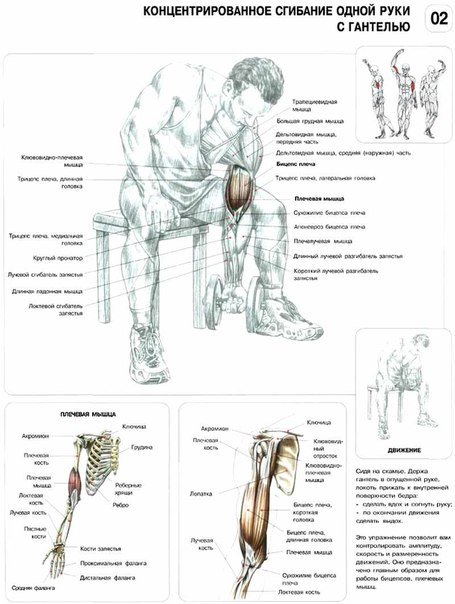 КОНЦЕНТРИРОВАННОЕ СГИБАНИЕ ОДНОЙ РУКИ
С ГАНТЕЛЬЮ
02
Трапециевидная
мышца
Большая грудная мышца
Дельтовидная мышца,
передняя часть
Дельтовидная мышца, средняя (наружная) часть
Бицепс плеча
Трицепс плеча, латеральная головка
Плечевая мышца
Сухожилие бицепса плеча
Апоневроз бицепса плеча
Плечелучевая мышца
Длинный лучевой разгибатель
запястья
Короткий лучевой разгибатель
запястья
Клювовидно-плечевая
мышца
Трицепс плеча, длинная
головка
Трицепс плеча, медиальная
головка
Круглый пронатор
Лучевой сгибатель запястья
Длинная ладонная мышца
Локтевой сгибатель
запястья
ПЛЕЧЕВАЯ МЫШЦА
Акромион
Ключица
Грудина
Плечевая
кость
Плечевая
мышца
Локтевая
кость
Лучевая кость
Пястные
кости
Реберные
хрящи
Ребро
Кости запястья
Проксимальная фаланга
Дистальная фаланга
Средняя фаланга
Акромион
Плечевая
кость
Лопатка
Лучевая кость
Ключица
Клювовид-
ный
отросток
Клювовидно-
плечевая
мышца
Бицепс
плеча,
короткая
головка
Бицепс плеча,
длинная головка
Плечевая мышца
Локтевая
кость
Сухожилие бицепса
плеча
ДВИЖЕНИЕ
Сидя на скамье. Держа
гантель в опущенной руке,
локоть прижать к внутренней
поверхности бедра:
- сделать вдох и согнуть руку;
- по окончании движения
сделать выдох.
Это упражнение позволит вам
контролировать амплитуду,
скорость и размеренность
движений. Оно предназна-
чено главным образом для
работы бицепсов, плечевых
мышц.